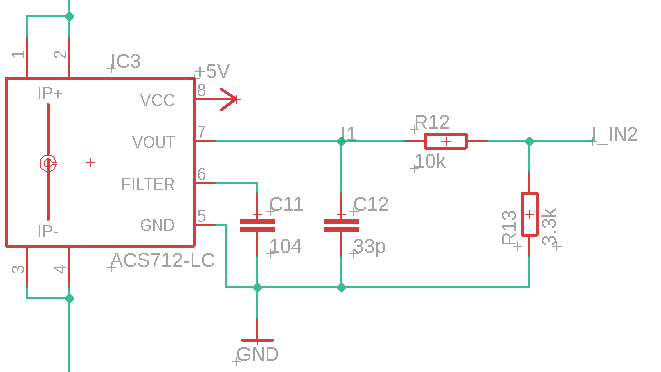 1
2
IC3
+5V
IP+
VCC
8
VOUT
7
I1
R12
10k
I_IN2
FILTER
6
C11
C12
GND
5
IP-
104
33p
R13
3.3k
3
4
ACS712-LC
GND